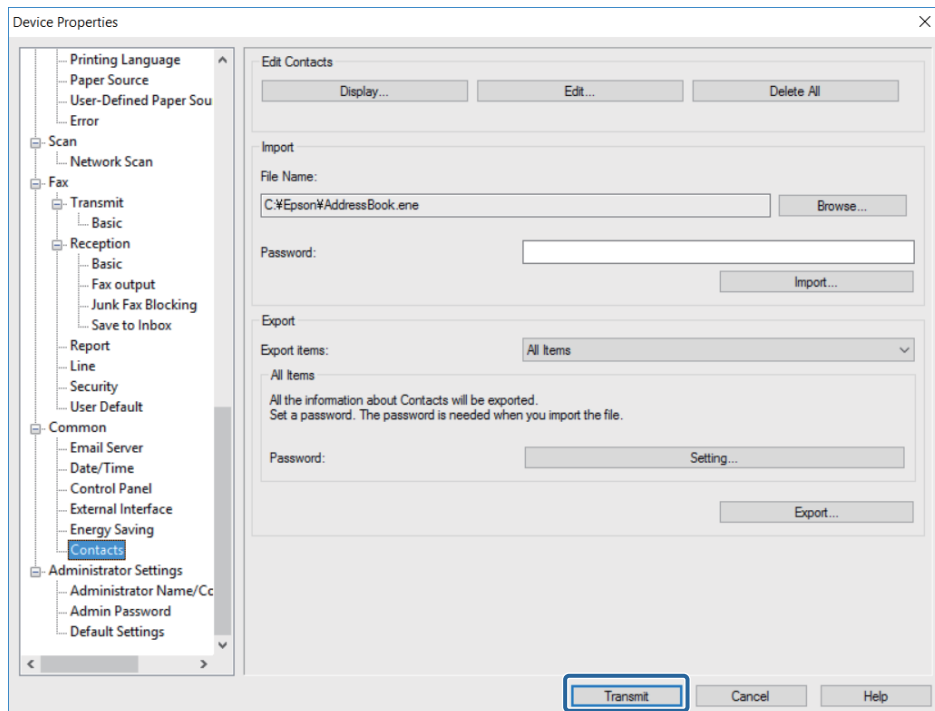 Device Properties
Printing Language
Paper Source
User-Defined Paper Sou
Error
Scan
Network Scan
Fax
Transmit
Basic
Reception
Basic
Fax output
Junk Fax Blocking
Save to Inbox
Report
Line
Security
User Default
Common
Email Server
Date/Time
Control Panel
External Interface
Energy Saving
Contacts
Administrator Settings
Administrator Name/Co
Admin Password
Default Settings
Edit Contacts
Display... Edit... Delete All
Import
File Name:
C:¥Epson¥AddressBook.ene Browse...
Password:
Import...
Export
Export items: All Items
All Items
All the information about Contacts will be exported.
Set a password. The password is needed when you import the file.
Password: Setting...
Export...
Transmit Cancel Help